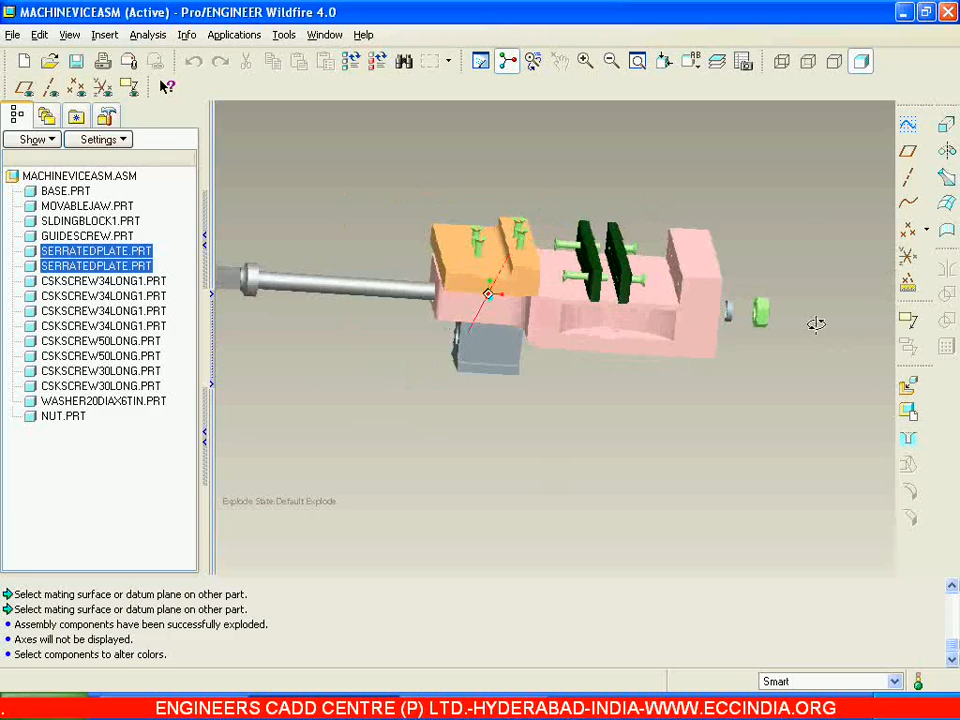 MACHINEVICEASM (Active) - Pro/ENGINEER Wildfire 4.0
File Edit View Insert Analysis Info Applications Tools Window Help
Show Settings
MACHINEVICEASM.ASM
BASE.PRT
MOVABLEJAW.PRT
SLDINGBLOCK1.PRT
GUIDESCREW.PRT
SERRATEDPLATE.PRT
SERRATEDPLATE.PRT
CSKSCREW34LONG1.PRT
CSKSCREW34LONG1.PRT
CSKSCREW34LONG1.PRT
CSKSCREW34LONG1.PRT
CSKSCREW50LONG.PRT
CSKSCREW50LONG.PRT
CSKSCREW30LONG.PRT
CSKSCREW30LONG.PRT
WASHER20DIAX6TIN.PRT
NUT.PRT
Explode State:Default Explode
Select mating surface or datum plane on other part.
Select mating surface or datum plane on other part.
Assembly components have been successfully exploded.
Axes will not be displayed.
Select components to alter colors.
Smart
. ENGINEERS CADD CENTRE (P) LTD.-HYDERABAD-INDIA-WWW.ECCINDIA.ORG